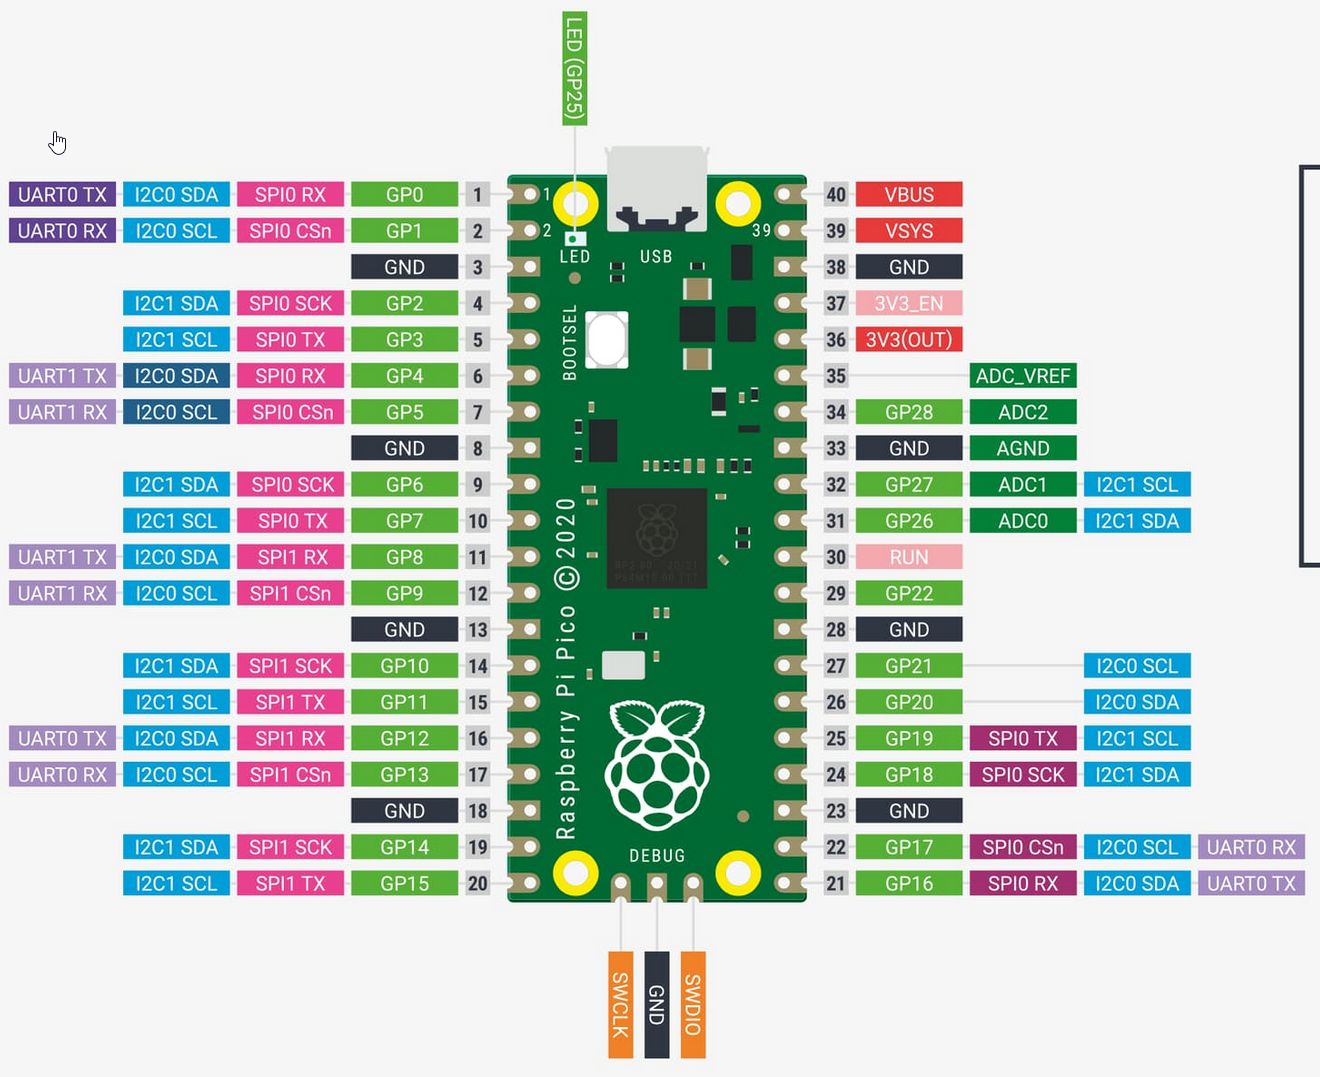 LED (GP25)
UART0 TX I2C0 SDA SPI0 RX GP0 1 1 40 VBUS
UART0 RX I2C0 SCL SPI0 CSn GP1 2 2 39 39 VSYS
GND 3 LED USB 38 GND
I2C1 SDA SPI0 SCK GP2 4 37 3V3_EN
I2C1 SCL SPI0 TX GP3 5 BOOTSEL 36 3V3(OUT)
UART1 TX I2C0 SDA SPI0 RX GP4 6 35 ADC_VREF
UART1 RX I2C0 SCL SPI0 CSn GP5 7 34 GP28 ADC2
GND 8 33 GND AGND
I2C1 SDA SPI0 SCK GP6 9 32 GP27 ADC1 I2C1 SCL
I2C1 SCL SPI0 TX GP7 10 31 GP26 ADC0 I2C1 SDA
UART1 TX I2C0 SDA SPI1 RX GP8 11 30 RUN
UART1 RX I2C0 SCL SPI1 CSn GP9 12 29 GP22
GND 13 28 GND
I2C1 SDA SPI1 SCK GP10 14 27 GP21 I2C0 SCL
I2C1 SCL SPI1 TX GP11 15 26 GP20 I2C0 SDA
UART0 TX I2C0 SDA SPI1 RX GP12 16 25 GP19 SPI0 TX I2C1 SCL
UART0 RX I2C0 SCL SPI1 CSn GP13 17 24 GP18 SPI0 SCK I2C1 SDA
GND 18 23 GND
I2C1 SDA SPI1 SCK GP14 19 22 GP17 SPI0 CSn I2C0 SCL UART0 RX
I2C1 SCL SPI1 TX GP15 20 21 GP16 SPI0 RX I2C0 SDA UART0 TX
Raspberry Pi Pico © 2020
DEBUG
SWCLK GND SWDIO